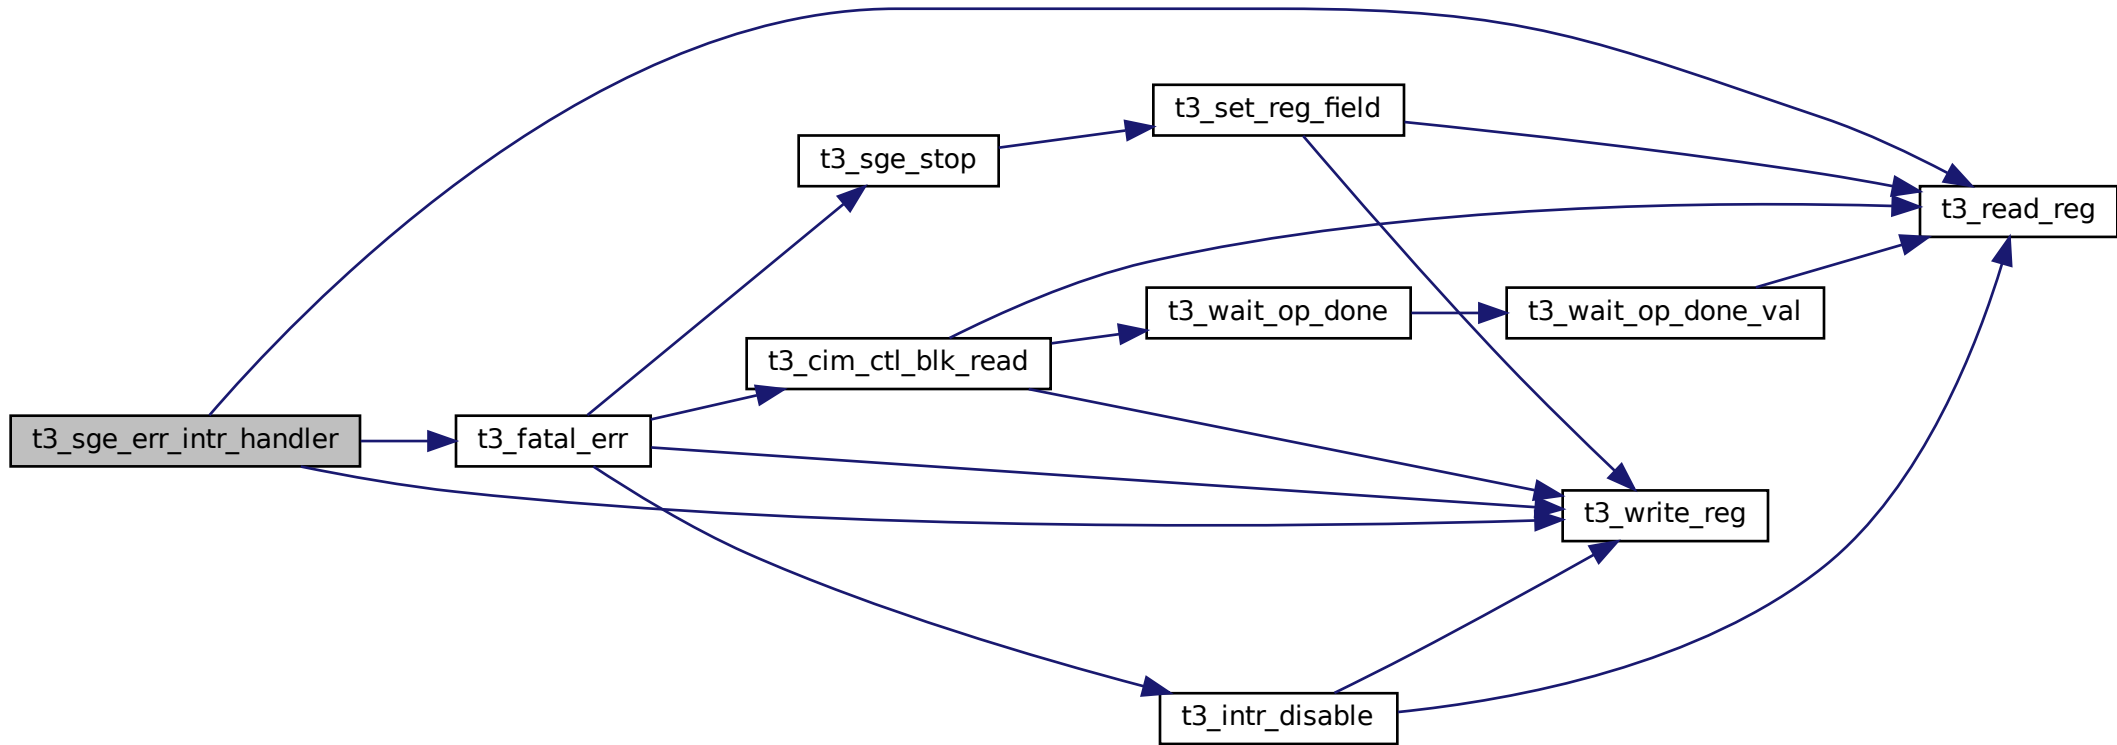 t3_set_reg_field
t3_sge_stop
t3_read_reg
t3_wait_op_done
t3_wait_op_done_val
t3_cim_ctl_blk_read
t3_sge_err_intr_handler
t3_fatal_err
t3_write_reg
t3_intr_disable